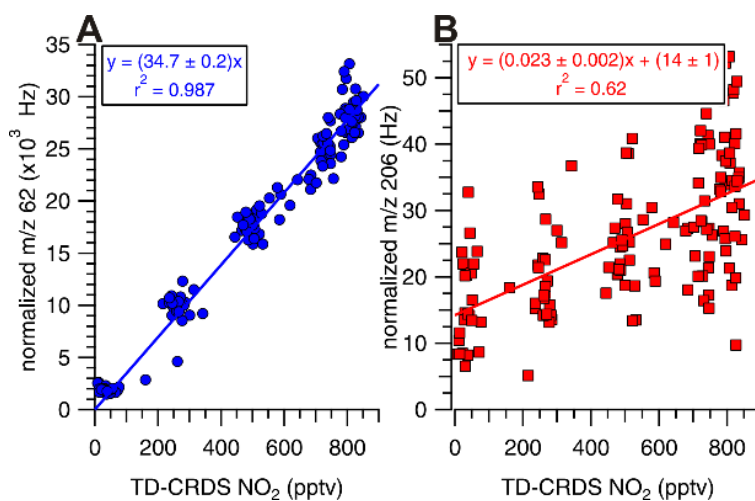 A
y = (34.7 ± 0.2)x
r² = 0.987
normalized m/z 62 (x10³ Hz)
35
30
25
20
15
10
5
0
0 200 400 600 800
TD-CRDS NO₂ (pptv)
B
y = (0.023 ± 0.002)x + (14 ± 1)
r² = 0.62
normalized m/z 206 (Hz)
50
40
30
20
10
0
0 200 400 600 800
TD-CRDS NO₂ (pptv)